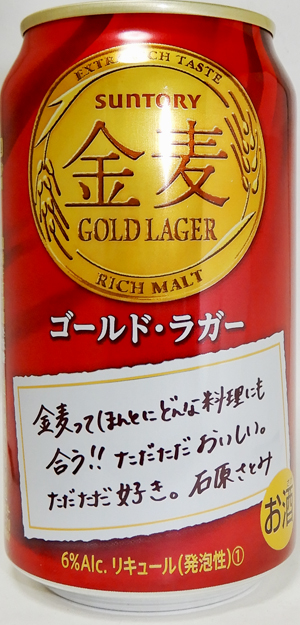 EXTRA RICH TASTE
SUNTORY
金麦
GOLD LAGER
RICH MALT
ゴールド・ラガー
金麦ってほんとにどんな料理にも
合う!! ただただおいしい。
ただただ好き。石原さとみ
お酒
6%Alc. リキュール(発泡性)①